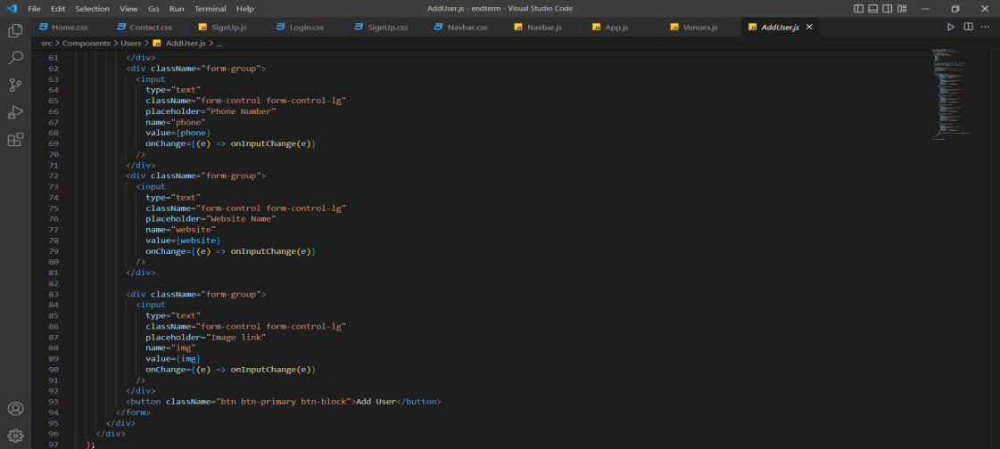 File Edit Selection View Go Run Terminal Help AddUser.js - endterm - Visual Studio Code
Home.css Contact.css SignUp.js Login.css SignUp.css Navbar.css Navbar.js App.js Venues.js AddUser.js
src > Components > Users > AddUser.js > ...
61 </div>
62 <div className="form-group">
63 <input
64 type="text"
65 className="form-control form-control-lg"
66 placeholder="Phone Number"
67 name="phone"
68 value={phone}
69 onChange={(e) => onInputChange(e)}
70 />
71 </div>
72 <div className="form-group">
73 <input
74 type="text"
75 className="form-control form-control-lg"
76 placeholder="Website Name"
77 name="website"
78 value={website}
79 onChange={(e) => onInputChange(e)}
80 />
81 </div>
82
83 <div className="form-group">
84 <input
85 type="text"
86 className="form-control form-control-lg"
87 placeholder="Image link"
88 name="img"
89 value={img}
90 onChange={(e) => onInputChange(e)}
91 />
92 </div>
93 <button className="btn btn-primary btn-block">Add User</button>
94 </form>
95 </div>
96 </div>
97 );